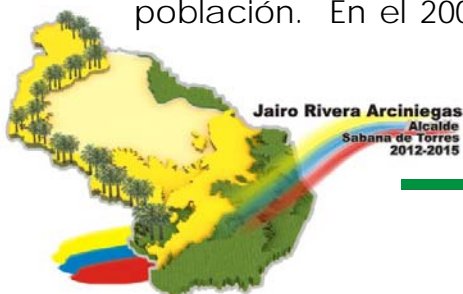 población. En el 200
Jairo Rivera Arciniegas
Alcalde
Sabana de Torres
2012-2015